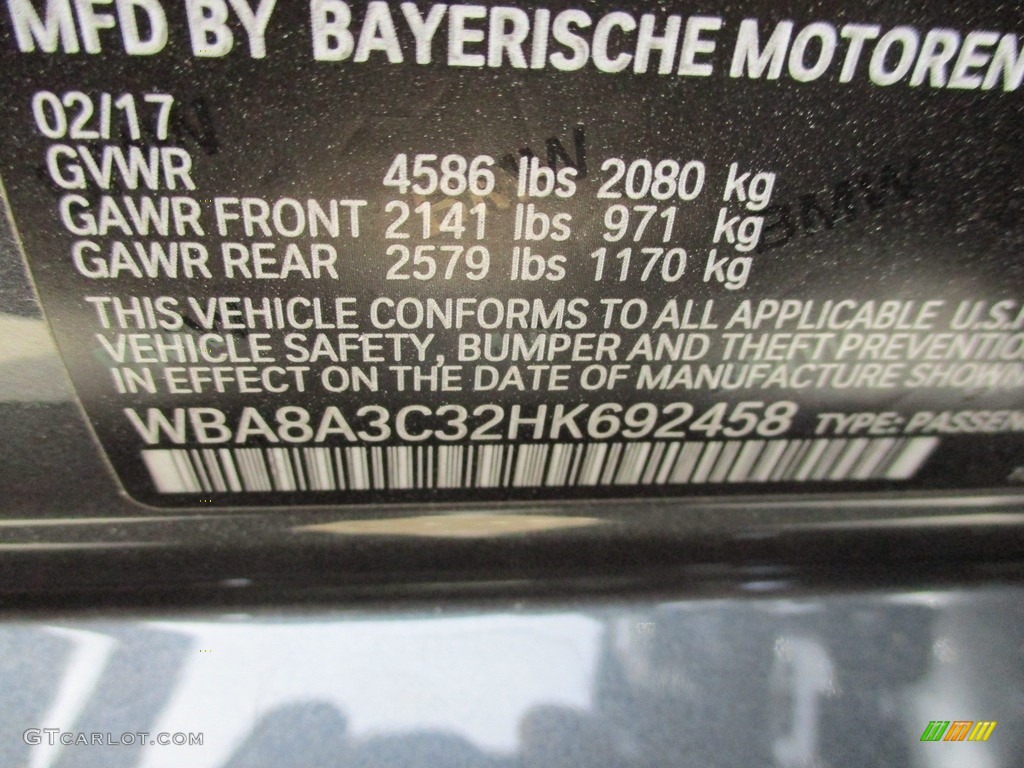 MFD BY BAYERISCHE MOTOREN
02/17
GVWR 4586 lbs 2080 kg
GAWR FRONT 2141 lbs 971 kg
GAWR REAR 2579 lbs 1170 kg
THIS VEHICLE CONFORMS TO ALL APPLICABLE U.S.
VEHICLE SAFETY, BUMPER AND THEFT PREVENTIO
IN EFFECT ON THE DATE OF MANUFACTURE SHOWN
WBA8A3C32HK692458 TYPE: PASSEN
GTCARLOT.COM